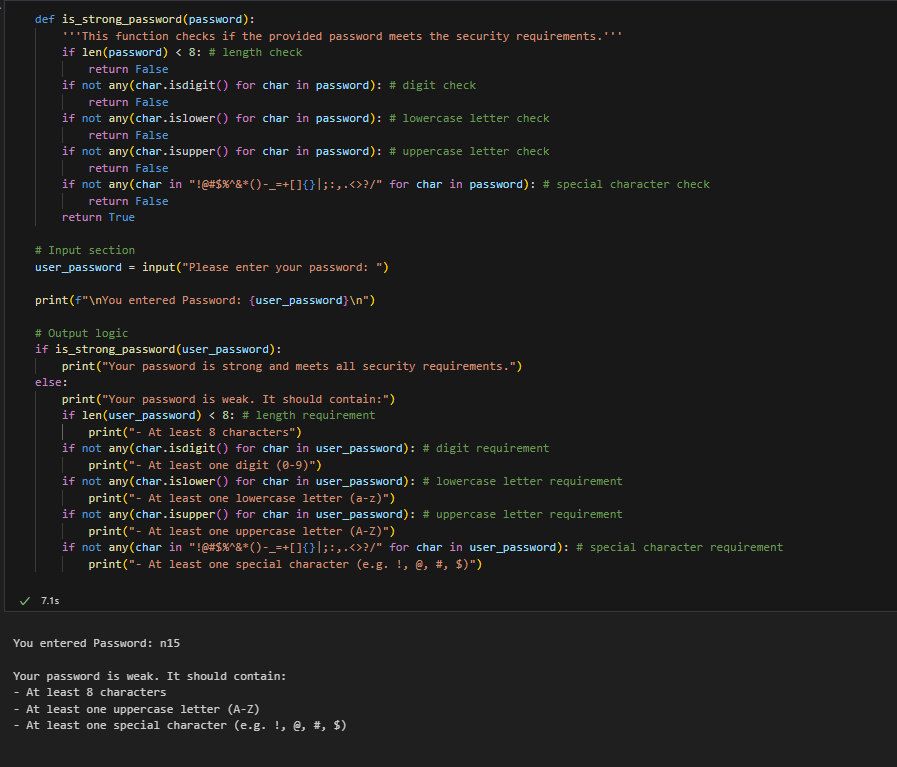 def is_strong_password(password):
    '''This function checks if the provided password meets the security requirements.'''
    if len(password) < 8: # length check
        return False
    if not any(char.isdigit() for char in password): # digit check
        return False
    if not any(char.islower() for char in password): # lowercase letter check
        return False
    if not any(char.isupper() for char in password): # uppercase letter check
        return False
    if not any(char in "!@#$%^&*()-_=+[]{}|;:,.<>?/" for char in password): # special character check
        return False
    return True

# Input section
user_password = input("Please enter your password: ")

print(f"\nYou entered Password: {user_password}\n")

# Output logic
if is_strong_password(user_password):
    print("Your password is strong and meets all security requirements.")
else:
    print("Your password is weak. It should contain:")
    if len(user_password) < 8: # length requirement
        print("- At least 8 characters")
    if not any(char.isdigit() for char in user_password): # digit requirement
        print("- At least one digit (0-9)")
    if not any(char.islower() for char in user_password): # lowercase letter requirement
        print("- At least one lowercase letter (a-z)")
    if not any(char.isupper() for char in user_password): # uppercase letter requirement
        print("- At least one uppercase letter (A-Z)")
    if not any(char in "!@#$%^&*()-_=+[]{}|;:,.<>?/" for char in user_password): # special character requirement
        print("- At least one special character (e.g. !, @, #, $)")
✓ 7.1s
You entered Password: n15

Your password is weak. It should contain:
- At least 8 characters
- At least one uppercase letter (A-Z)
- At least one special character (e.g. !, @, #, $)